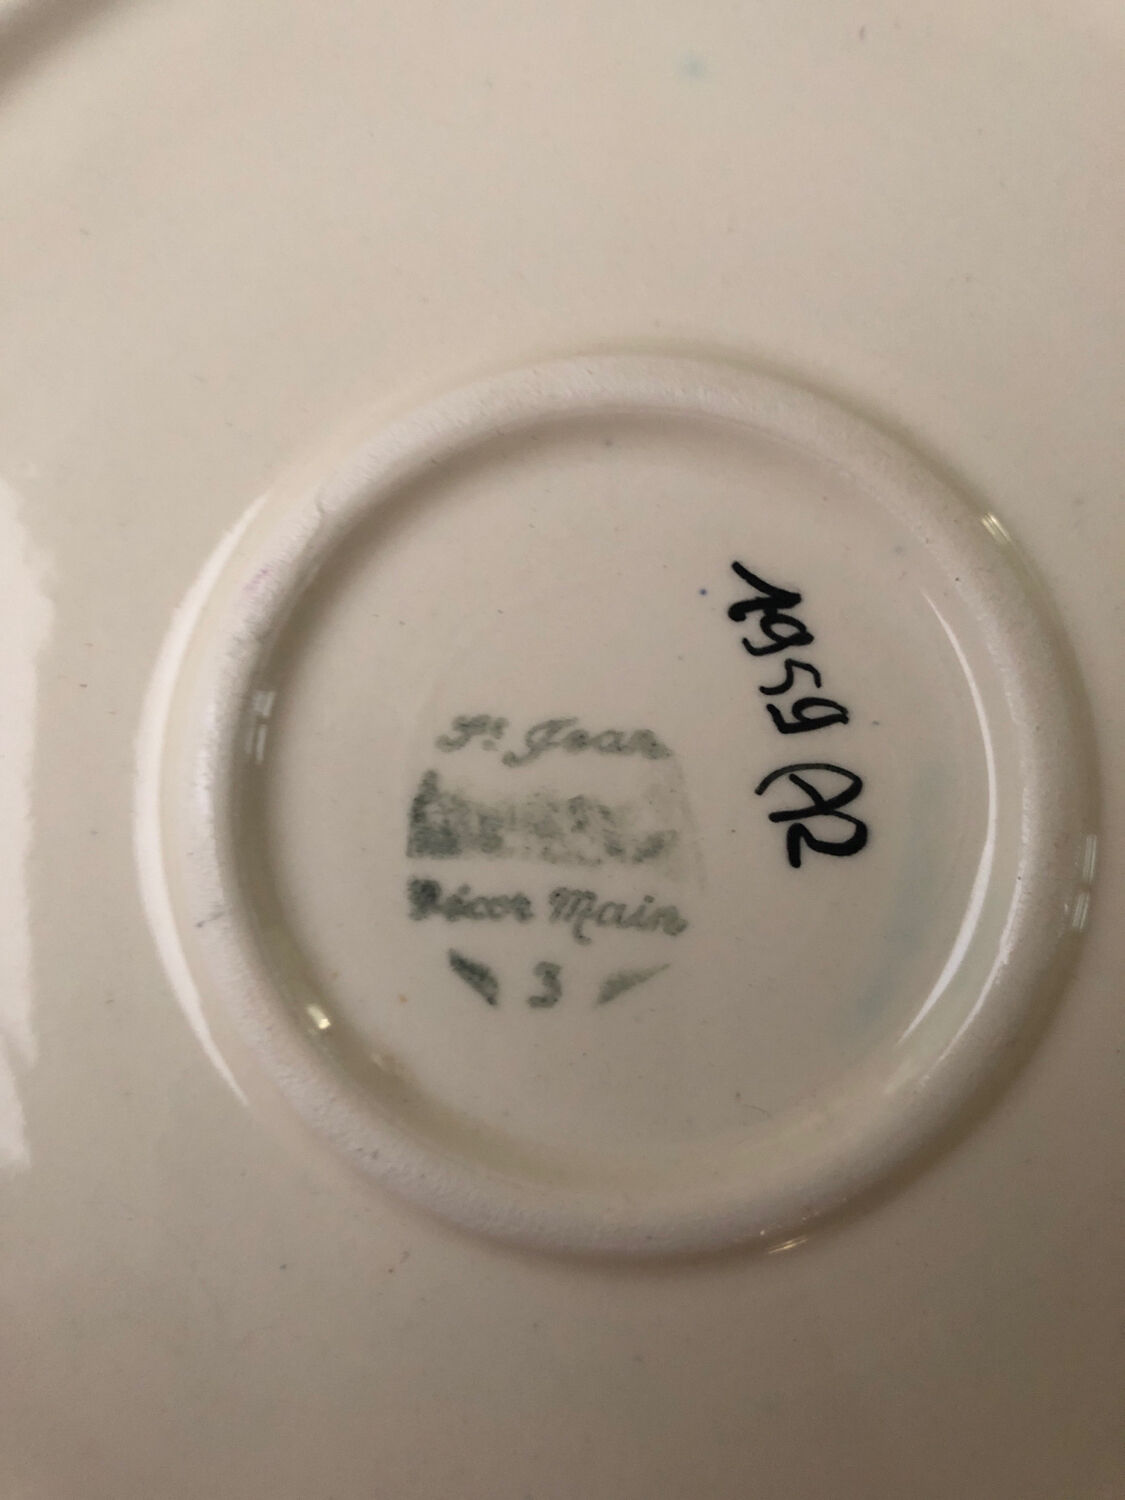 St Jean
Décor Main
3
1959 AR